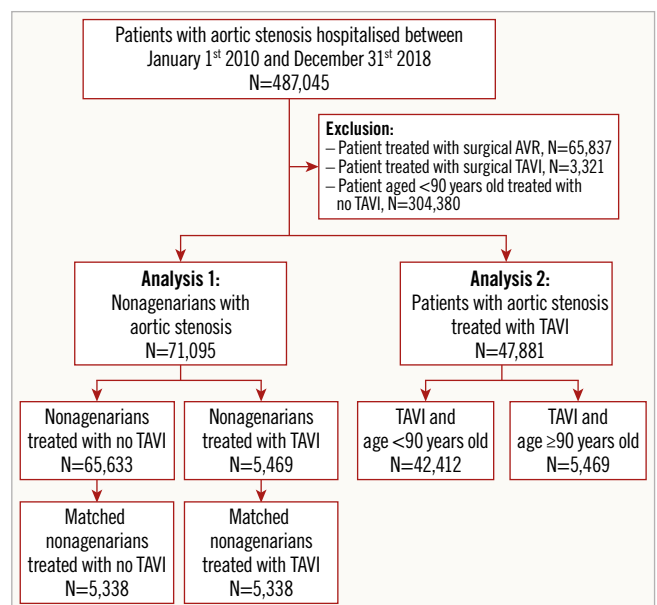 Patients with aortic stenosis hospitalised between
January 1st 2010 and December 31st 2018
N=487,045
Exclusion:
– Patient treated with surgical AVR, N=65,837
– Patient treated with surgical TAVI, N=3,321
– Patient aged <90 years old treated with
no TAVI, N=304,380
Analysis 1:
Nonagenarians with
aortic stenosis
N=71,095
Analysis 2:
Patients with aortic stenosis
treated with TAVI
N=47,881
Nonagenarians
treated with no TAVI
N=65,633
Nonagenarians
treated with TAVI
N=5,469
TAVI and
age <90 years old
N=42,412
TAVI and
age ≥90 years old
N=5,469
Matched
nonagenarians
treated with no TAVI
N=5,338
Matched
nonagenarians
treated with TAVI
N=5,338